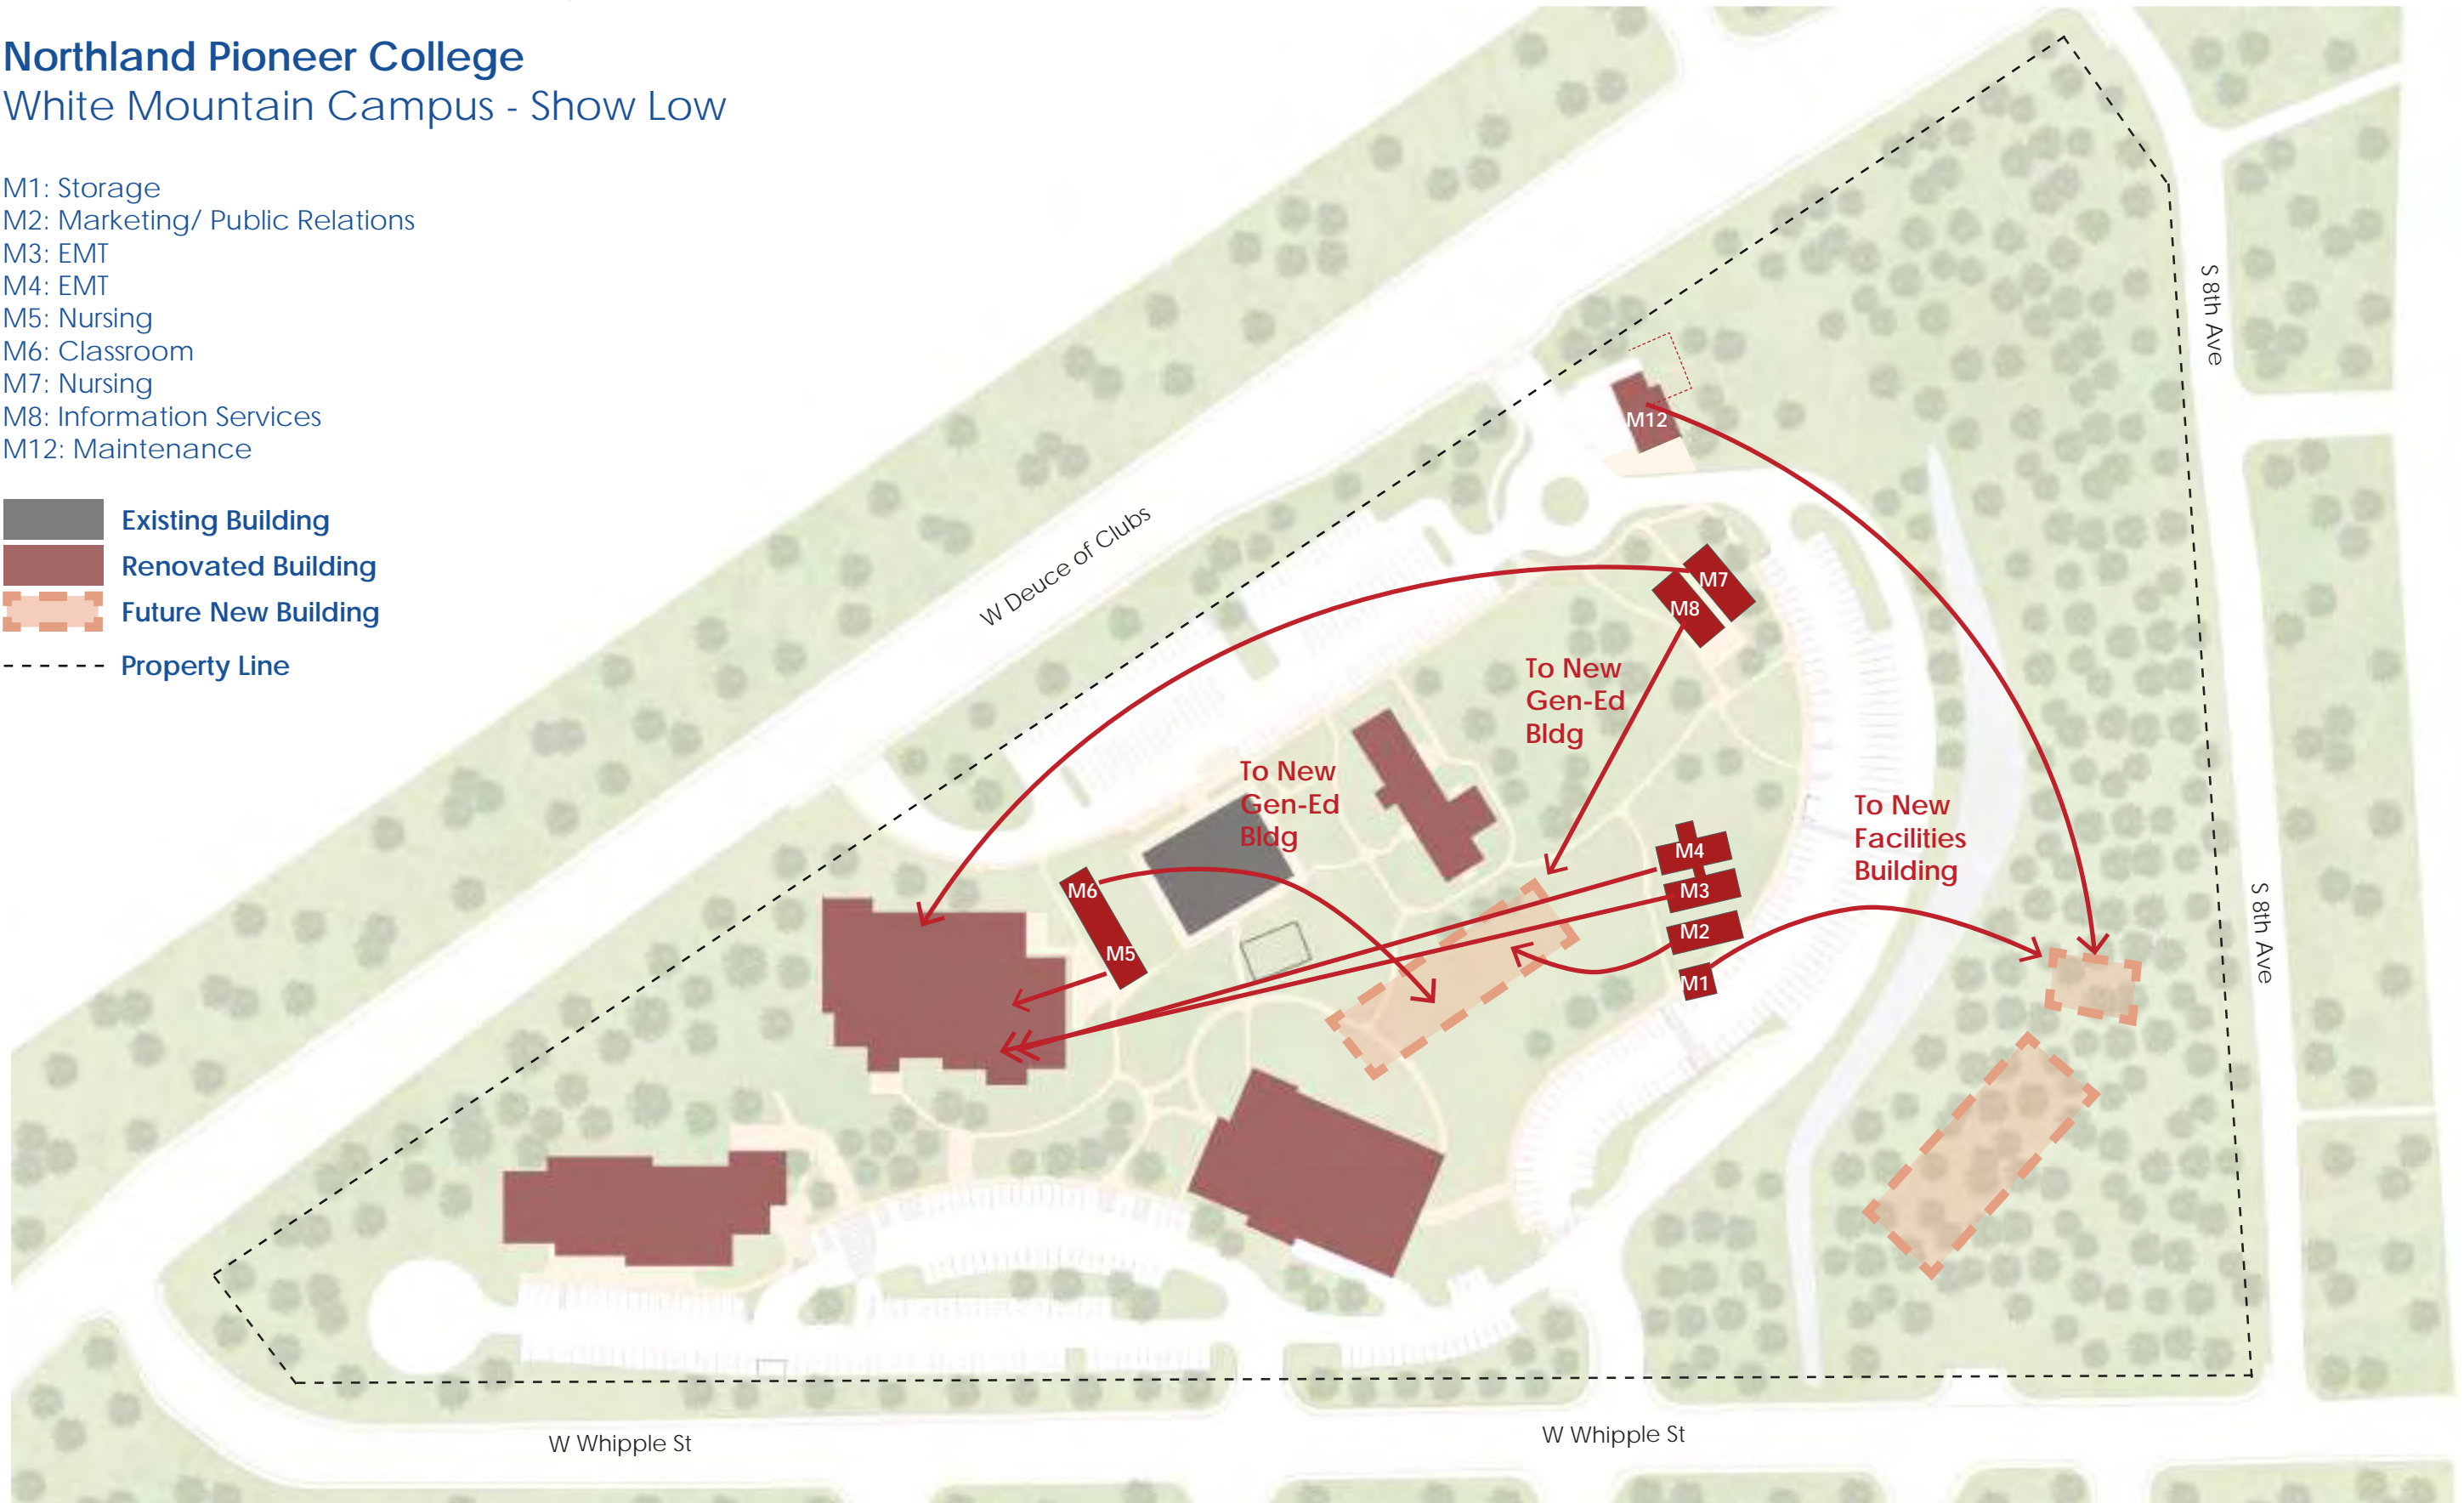 Northland Pioneer College
White Mountain Campus - Show Low
M1: Storage
M2: Marketing/ Public Relations
M3: EMT
M4: EMT
M5: Nursing
M6: Classroom
M7: Nursing
M8: Information Services
M12: Maintenance
Existing Building
Renovated Building
Future New Building
Property Line
S 8th Ave
M12
W Deuce of Clubs
M7
M8
To New
Gen-Ed
Bldg
To New
Gen-Ed
Bldg
To New
Facilities
Building
M4
M3
M2
M1
M6
M5
S 8th Ave
W Whipple St
W Whipple St